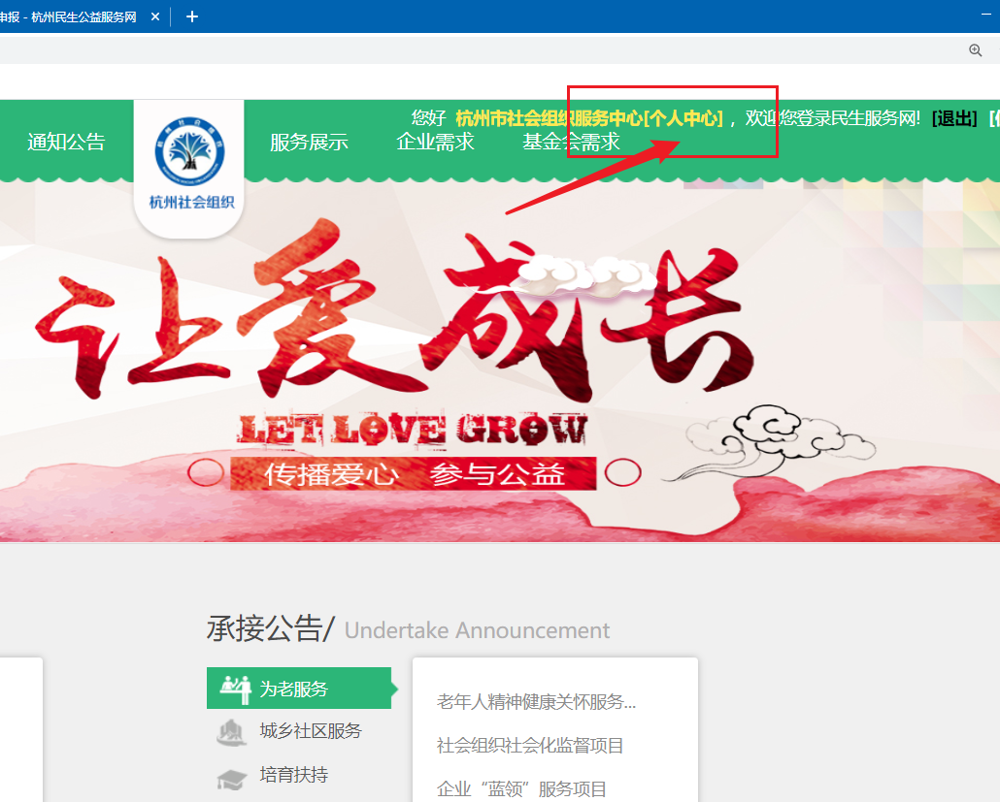 申报 - 杭州民生公益服务网
您好 杭州市社会组织服务中心[个人中心] ，欢迎您登录民生服务网! [退出]
通知公告 服务展示 企业需求 基金会需求
杭州社会组织
让爱成长
LET LOVE GROW
传播爱心 参与公益
承接公告/ Undertake Announcement
为老服务
城乡社区服务
培育扶持
老年人精神健康关怀服务...
社会组织社会化监督项目
企业“蓝领”服务项目